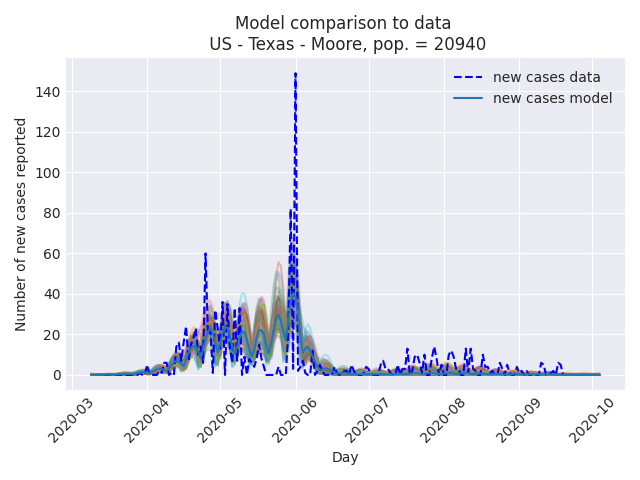 Model comparison to data
US - Texas - Moore, pop. = 20940
new cases data
new cases model
Number of new cases reported
140
120
100
80
60
40
20
0
2020-03
2020-04
2020-05
2020-06
2020-07
2020-08
2020-09
2020-10
Day